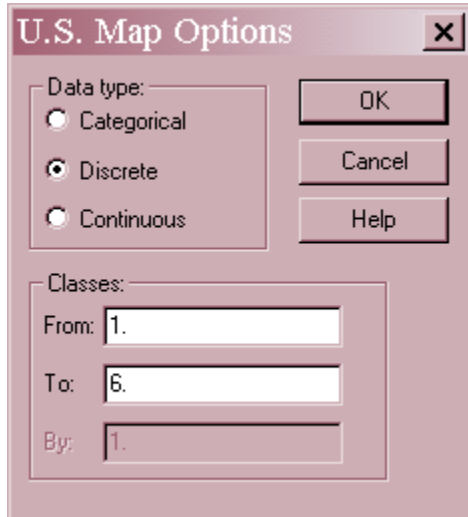 U.S. Map Options
Data type:
Categorical
Discrete
Continuous
OK
Cancel
Help
Classes:
From: 1.
To: 6.
By: 1.